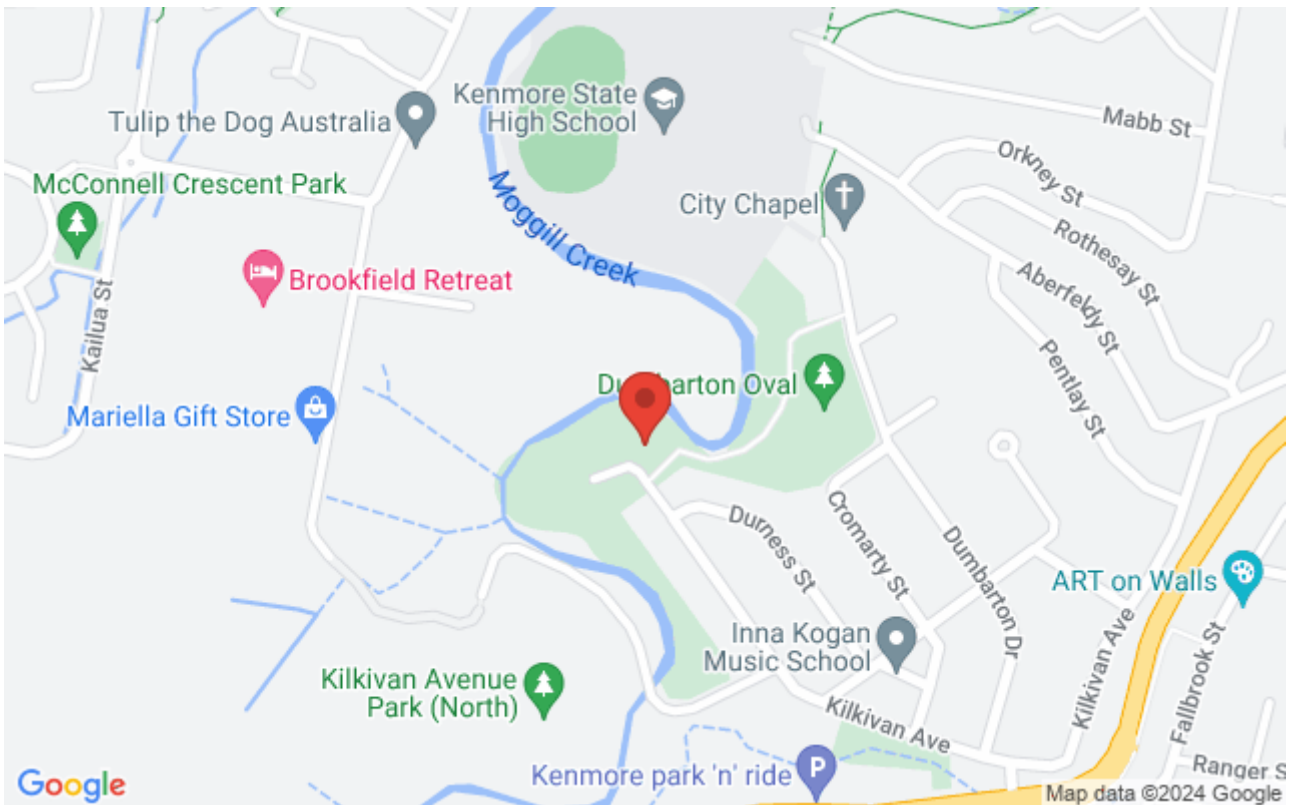 Kenmore State
High School
Tulip the Dog Australia
Mabb St
Orkney St
McConnell Crescent Park
City Chapel
Moggill Creek
Rothesay St
Brookfield Retreat
Aberfeldy St
Kailua St
Pentlay St
Dumbarton Oval
Mariella Gift Store
Durness St
Cromarty St
Dumbarton Dr
ART on Walls
Inna Kogan
Music School
Kilkivan Avenue
Park (North)
Kilkivan Ave
Kilkivan Ave
Fallbrook St
Kenmore park 'n' ride
P
Ranger S
Google
Map data ©2024 Google